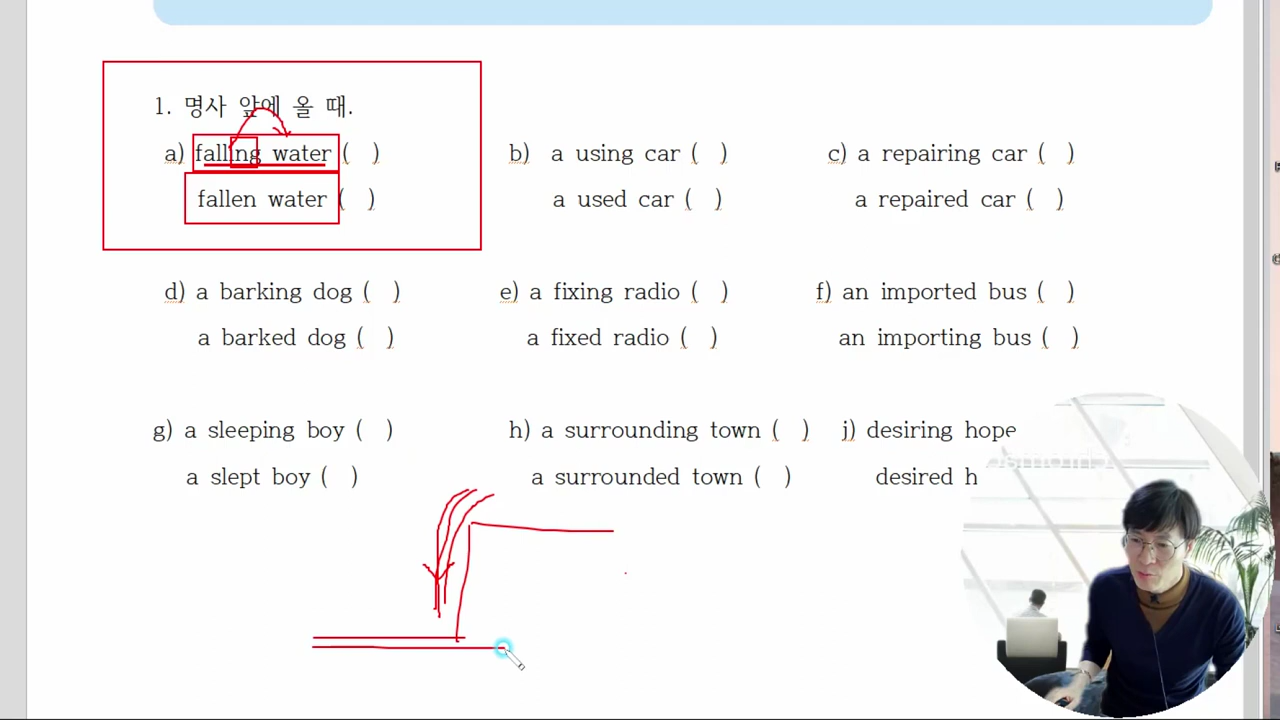 1. 명사 앞에 올 때.
a) falling water ( ) b) a using car ( ) c) a repairing car ( )
fallen water ( ) a used car ( ) a repaired car ( )
d) a barking dog ( ) e) a fixing radio ( ) f) an imported bus ( )
a barked dog ( ) a fixed radio ( ) an importing bus ( )
g) a sleeping boy ( ) h) a surrounding town ( ) j) desiring hope
a slept boy ( ) a surrounded town ( ) desired h